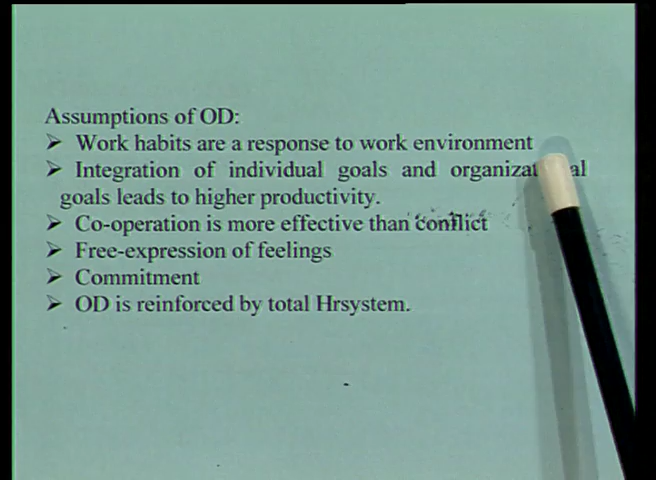 Assumptions of OD:
➢ Work habits are a response to work environment
➢ Integration of individual goals and
goals leads to higher productivity.
➢ Co-operation is more effective than conflict
➢ Free-expression of feelings
➢ Commitment
➢ OD is reinforced by total Hrsystem.